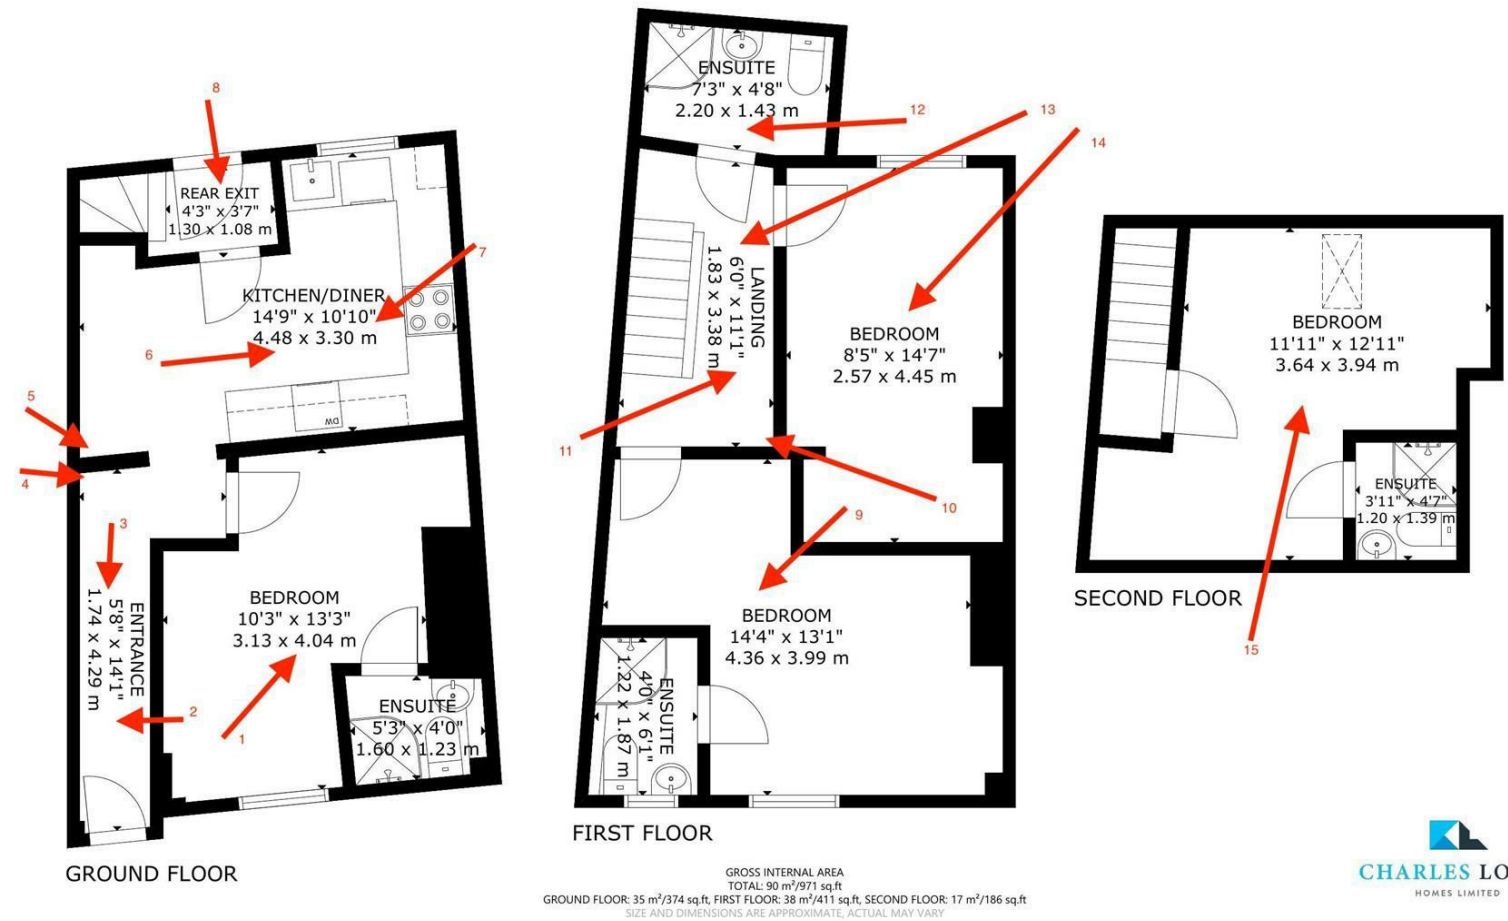 8
REAR EXIT
4'3" x 3'7"
1.30 x 1.08 m
7
KITCHEN/DINER
14'9" x 10'10"
4.48 x 3.30 m
6
5
DW
4
3
ENTRANCE
5'8" x 14'1"
1.74 x 4.29 m
BEDROOM
10'3" x 13'3"
3.13 x 4.04 m
2
1
ENSUITE
5'3" x 4'0"
1.60 x 1.23 m
GROUND FLOOR
ENSUITE
7'3" x 4'8"
2.20 x 1.43 m
12
13
14
LANDING
6'0" x 11'1"
1.83 x 3.38 m
BEDROOM
8'5" x 14'7"
2.57 x 4.45 m
11
10
9
BEDROOM
14'4" x 13'1"
4.36 x 3.99 m
ENSUITE
4'0" x 6'1"
1.22 x 1.87 m
FIRST FLOOR
BEDROOM
11'11" x 12'11"
3.64 x 3.94 m
ENSUITE
3'11" x 4'7"
1.20 x 1.39 m
SECOND FLOOR
15
GROSS INTERNAL AREA
TOTAL: 90 m²/971 sq.ft
GROUND FLOOR: 35 m²/374 sq.ft, FIRST FLOOR: 38 m²/411 sq.ft, SECOND FLOOR: 17 m²/186 sq.ft
SIZE AND DIMENSIONS ARE APPROXIMATE, ACTUAL MAY VARY
CHARLES LO
HOMES LIMITED